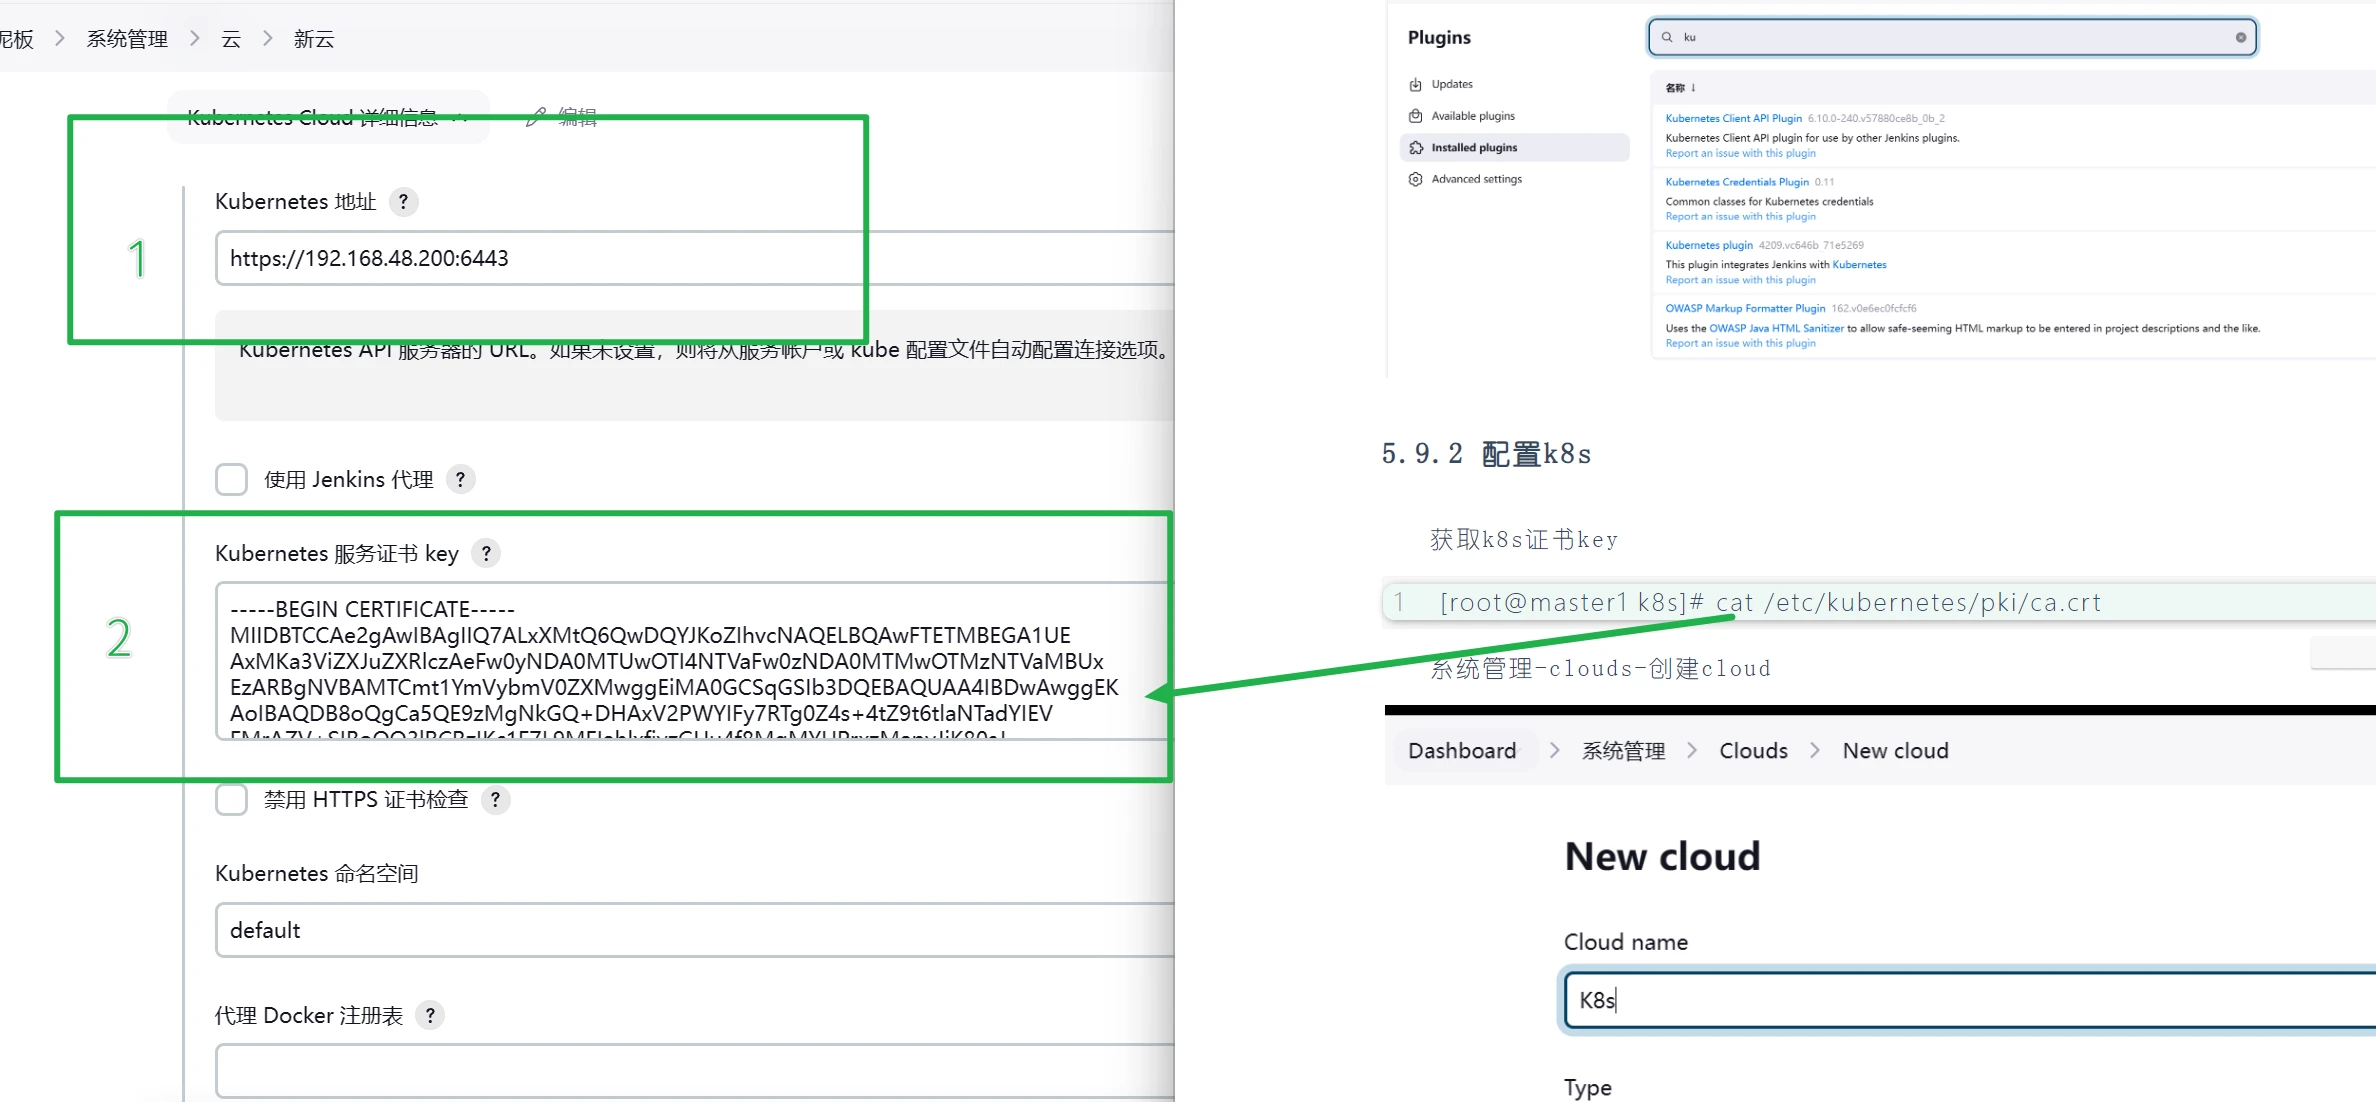 泥板 > 系统管理 > 云 > 新云
Kubernetes Cloud 详细信息
编辑
1
Kubernetes 地址 ?
https://192.168.48.200:6443
Kubernetes API 服务器的 URL。如果未设置，则将从服务帐户或 kube 配置文件自动配置连接选项。
使用 Jenkins 代理 ?
2
Kubernetes 服务证书 key ?
-----BEGIN CERTIFICATE-----
MIIDBTCCAe2gAwIBAgIIQ7ALxXMtQ6QwDQYJKoZIhvcNAQELBQAwFTETMBEGA1UE
AxMKa3ViZXJuZXRlczAeFw0yNDA0MTUwOTI4NTVaFw0zNDA0MTMwOTMzNTVaMBUx
EzARBgNVBAMTCmt1YmVybmV0ZXMwggEiMA0GCSqGSIb3DQEBAQUAA4IBDwAwggEK
AoIBAQDB8oQgCa5QE9zMgNkGQ+DHAxV2PWYIFy7RTg0Z4s+4tZ9t6tlaNTadYIEV
禁用 HTTPS 证书检查 ?
Kubernetes 命名空间
default
代理 Docker 注册表 ?
Plugins
ku
Updates
Available plugins
Installed plugins
Advanced settings
名称 ↓
Kubernetes Client API Plugin 6.10.0-240.v57880ce8b_0b_2
Kubernetes Client API plugin for use by other Jenkins plugins.
Report an issue with this plugin
Kubernetes Credentials Plugin 0.11
Common classes for Kubernetes credentials
Report an issue with this plugin
Kubernetes plugin 4209.vc646b_71e5269
This plugin integrates Jenkins with Kubernetes
Report an issue with this plugin
OWASP Markup Formatter Plugin 162.v0e6ec0fcfcf6
Uses the OWASP Java HTML Sanitizer to allow safe-seeming HTML markup to be entered in project descriptions and the like.
Report an issue with this plugin
5.9.2 配置k8s
获取k8s证书key
1 [root@master1 k8s]# cat /etc/kubernetes/pki/ca.crt
系统管理-clouds-创建cloud
Dashboard > 系统管理 > Clouds > New cloud
New cloud
Cloud name
K8s
Type